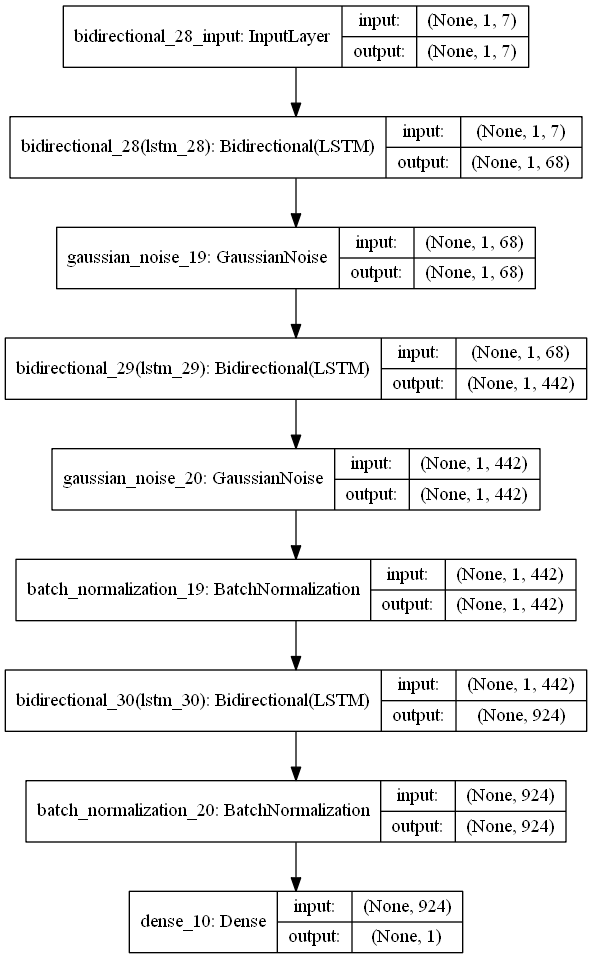 bidirectional_28_input: InputLayer
input: (None, 1, 7)
output: (None, 1, 7)
bidirectional_28(lstm_28): Bidirectional(LSTM)
input: (None, 1, 7)
output: (None, 1, 68)
gaussian_noise_19: GaussianNoise
input: (None, 1, 68)
output: (None, 1, 68)
bidirectional_29(lstm_29): Bidirectional(LSTM)
input: (None, 1, 68)
output: (None, 1, 442)
gaussian_noise_20: GaussianNoise
input: (None, 1, 442)
output: (None, 1, 442)
batch_normalization_19: BatchNormalization
input: (None, 1, 442)
output: (None, 1, 442)
bidirectional_30(lstm_30): Bidirectional(LSTM)
input: (None, 1, 442)
output: (None, 924)
batch_normalization_20: BatchNormalization
input: (None, 924)
output: (None, 924)
dense_10: Dense
input: (None, 924)
output: (None, 1)